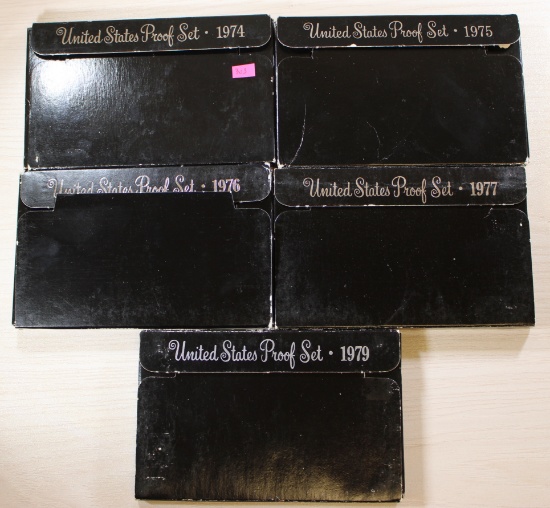 United States Proof Set · 1974
United States Proof Set · 1975
United States Proof Set · 1976
United States Proof Set · 1977
United States Proof Set · 1979